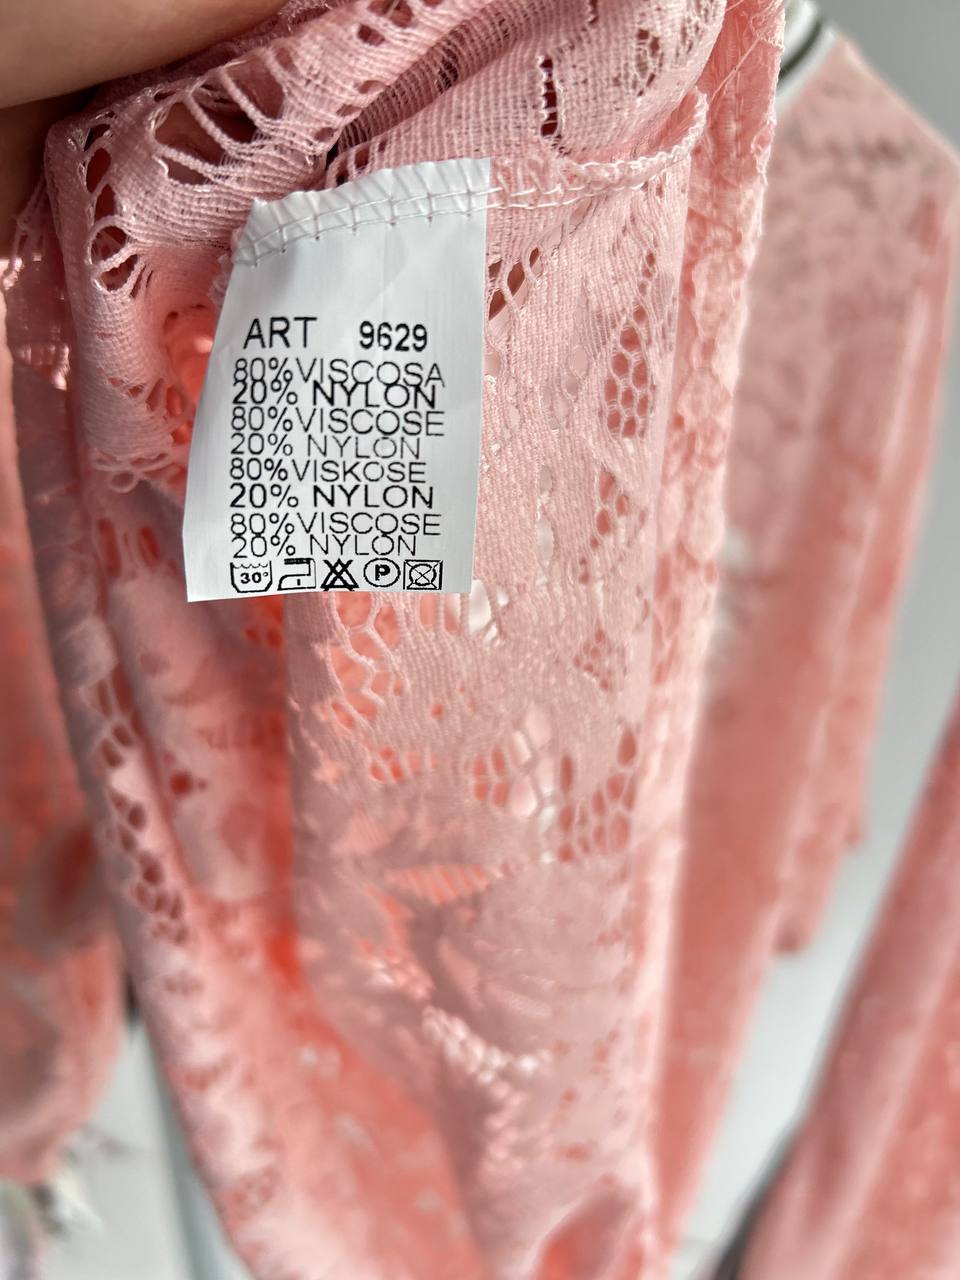 ART 9629
80%VISCOSA
20% NYLON
80%VISCOSE
20% NYLON
80%VISKOSE
20% NYLON
80%VISCOSE
20% NYLON
30° P